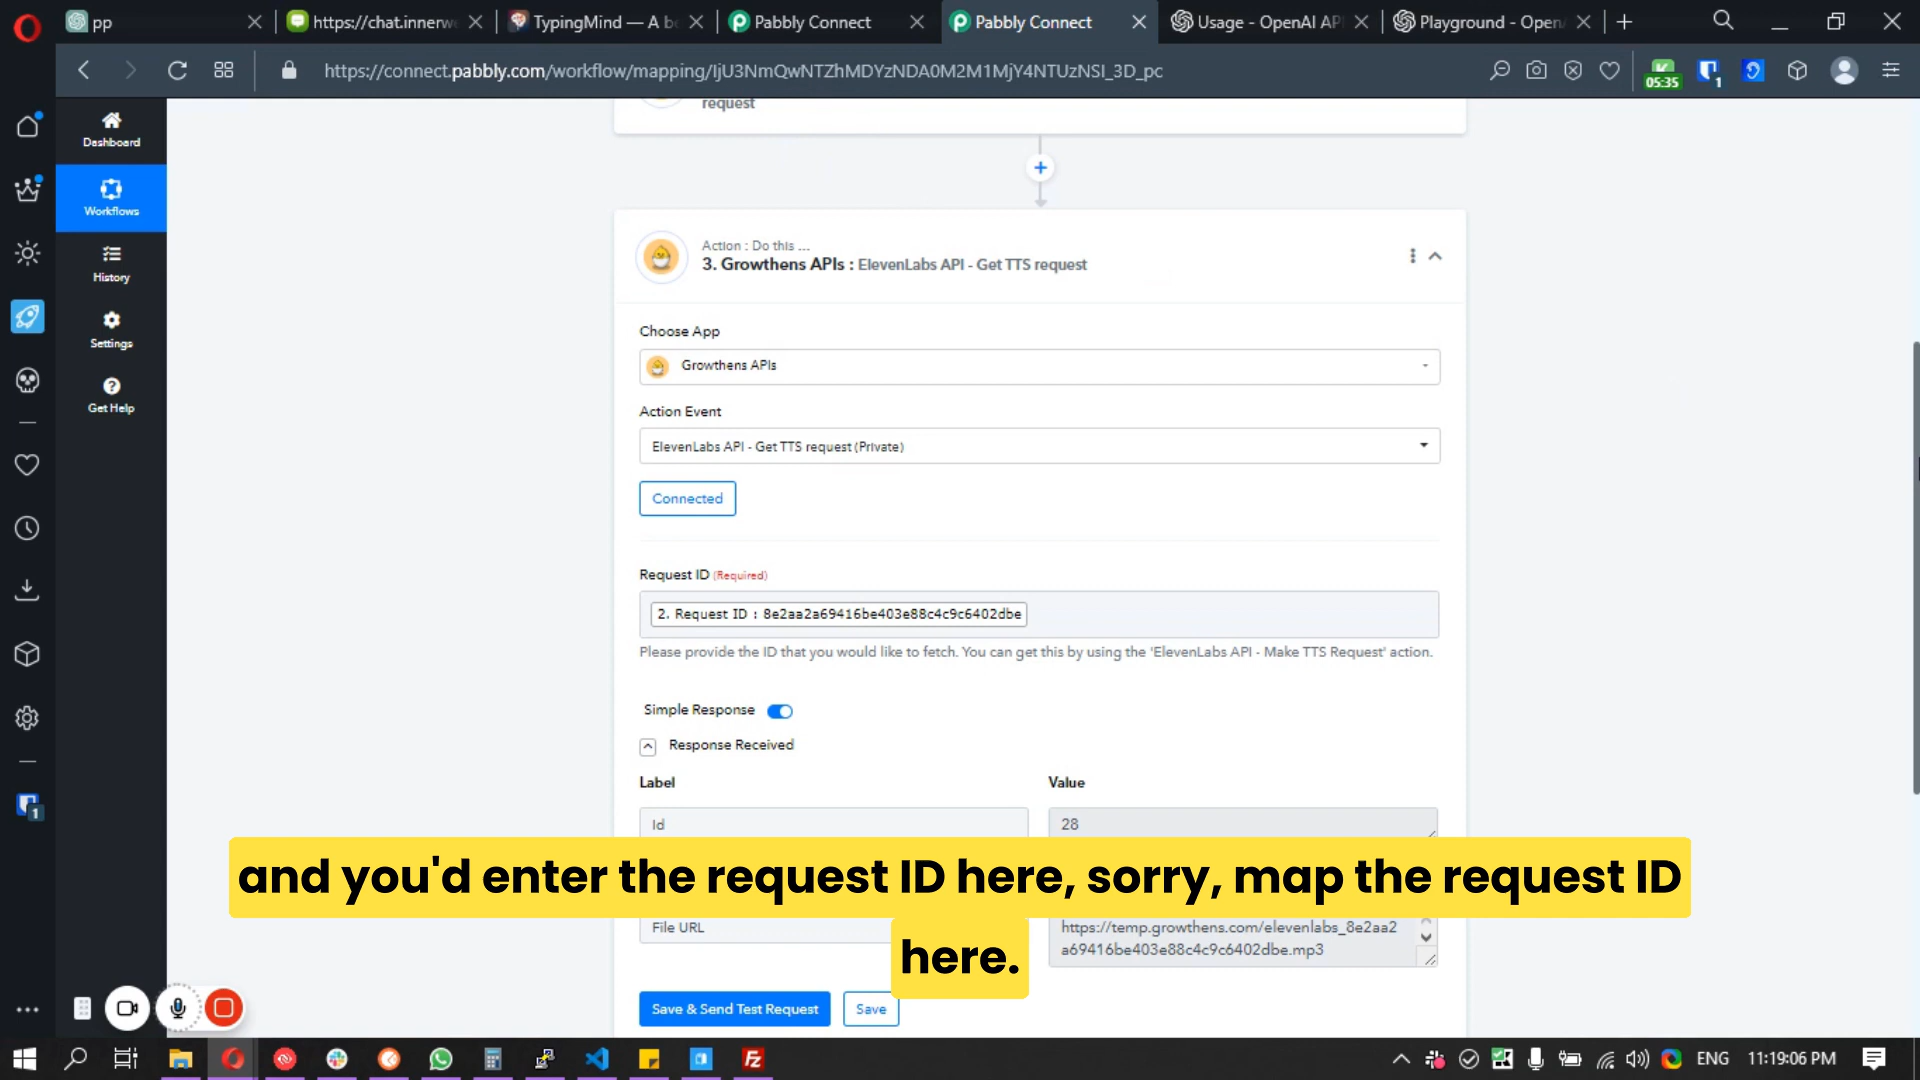 pp
https://chat.innerwe
TypingMind — A be
Pabbly Connect
Pabbly Connect
Usage - OpenAI API
Playground - Open
https://connect.pabbly.com/workflow/mapping/IjU3NmQwNTZhMDYzNDA0M2M1MjY4NTUzNSI_3D_pc
05:35
1
Dashboard
Workflows
History
Settings
Get Help
1
request
Action : Do this ...
3. Growthens APIs : ElevenLabs API - Get TTS request
Choose App
Growthens APIs
Action Event
ElevenLabs API - Get TTS request (Private)
Connected
Request ID (Required)
2. Request ID : 8e2aa2a69416be403e88c4c9c6402dbe
Please provide the ID that you would like to fetch. You can get this by using the 'ElevenLabs API - Make TTS Request' action.
Simple Response
Response Received
Label
Value
Id
28
and you'd enter the request ID here, sorry, map the request ID
here.
File URL
https://temp.growthens.com/elevenlabs_8e2aa2
a69416be403e88c4c9c6402dbe.mp3
Save & Send Test Request
Save
Fz
ENG
11:19:06 PM